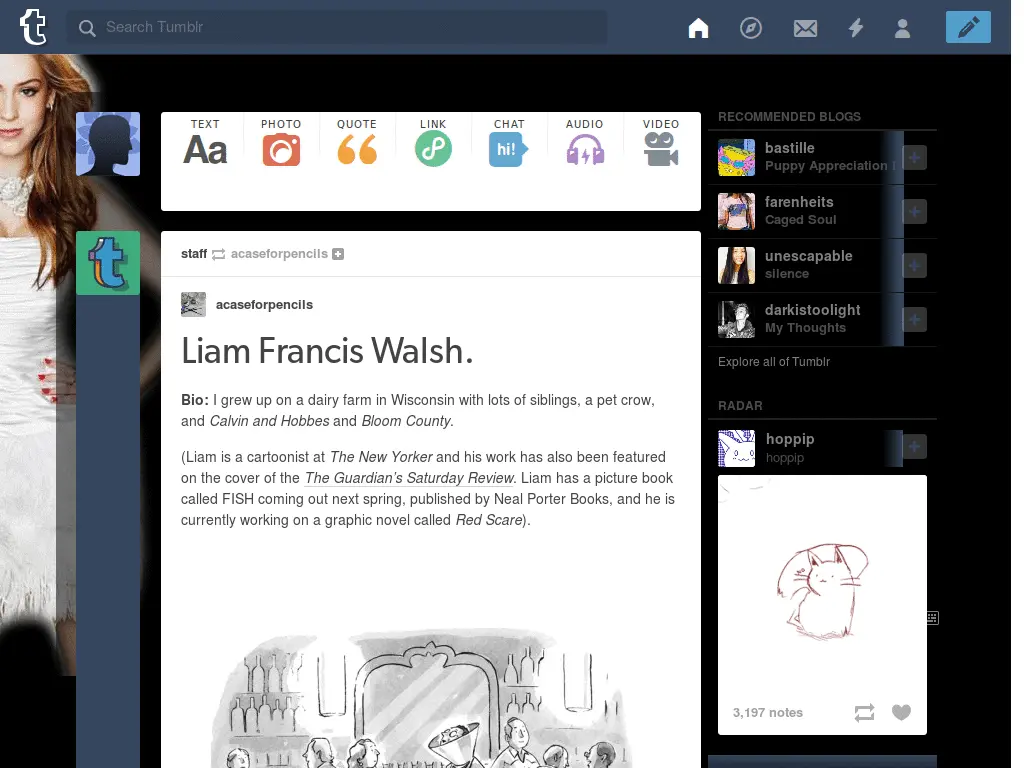 Search Tumblr
TEXT
PHOTO
QUOTE
LINK
CHAT
AUDIO
VIDEO
Aa
hi!
staff acaseforpencils
acaseforpencils
Liam Francis Walsh.
Bio: I grew up on a dairy farm in Wisconsin with lots of siblings, a pet crow,
and Calvin and Hobbes and Bloom County.
(Liam is a cartoonist at The New Yorker and his work has also been featured
on the cover of the The Guardian's Saturday Review. Liam has a picture book
called FISH coming out next spring, published by Neal Porter Books, and he is
currently working on a graphic novel called Red Scare).
RECOMMENDED BLOGS
bastille
Puppy Appreciation
farenheits
Caged Soul
unescapable
silence
darkistoolight
My Thoughts
Explore all of Tumblr
RADAR
hoppip
hoppip
3,197 notes